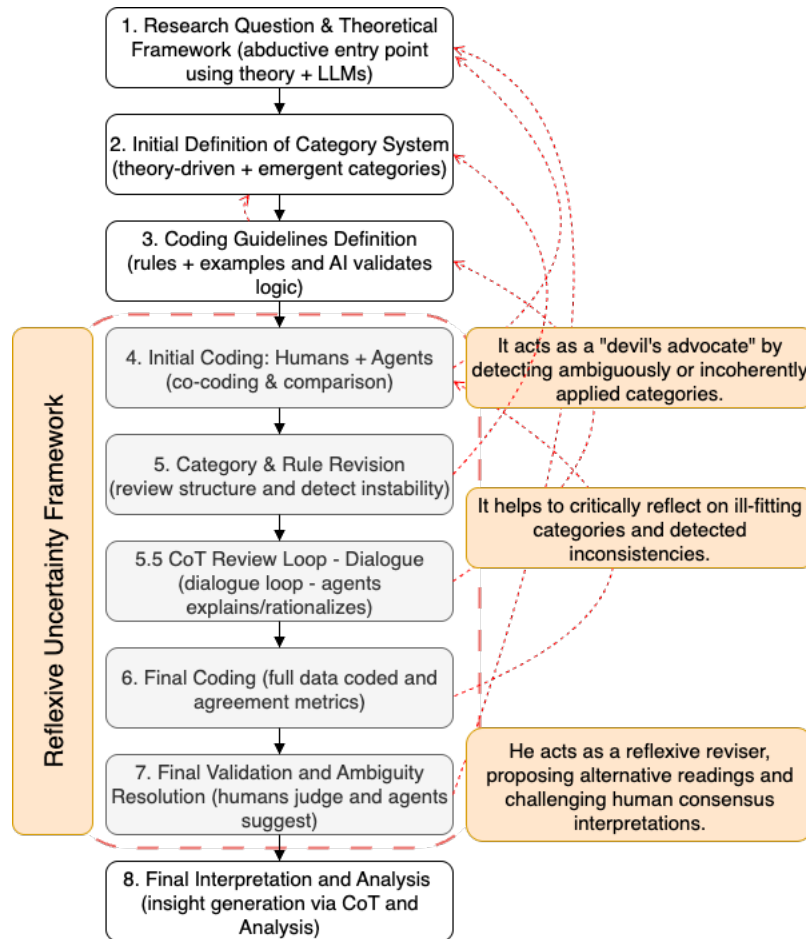 1. Research Question & Theoretical
Framework (abductive entry point
using theory + LLMs)
2. Initial Definition of Category System
(theory-driven + emergent categories)
3. Coding Guidelines Definition
(rules + examples and AI validates
logic)
Reflexive Uncertainty Framework
4. Initial Coding: Humans + Agents
(co-coding & comparison)
It acts as a "devil's advocate" by
detecting ambiguously or incoherently
applied categories.
5. Category & Rule Revision
(review structure and detect instability)
5.5 CoT Review Loop - Dialogue
(dialogue loop - agents
explains/rationalizes)
It helps to critically reflect on ill-fitting
categories and detected
inconsistencies.
6. Final Coding (full data coded and
agreement metrics)
7. Final Validation and Ambiguity
Resolution (humans judge and agents
suggest)
He acts as a reflexive reviser,
proposing alternative readings and
challenging human consensus
interpretations.
8. Final Interpretation and Analysis
(insight generation via CoT and
Analysis)